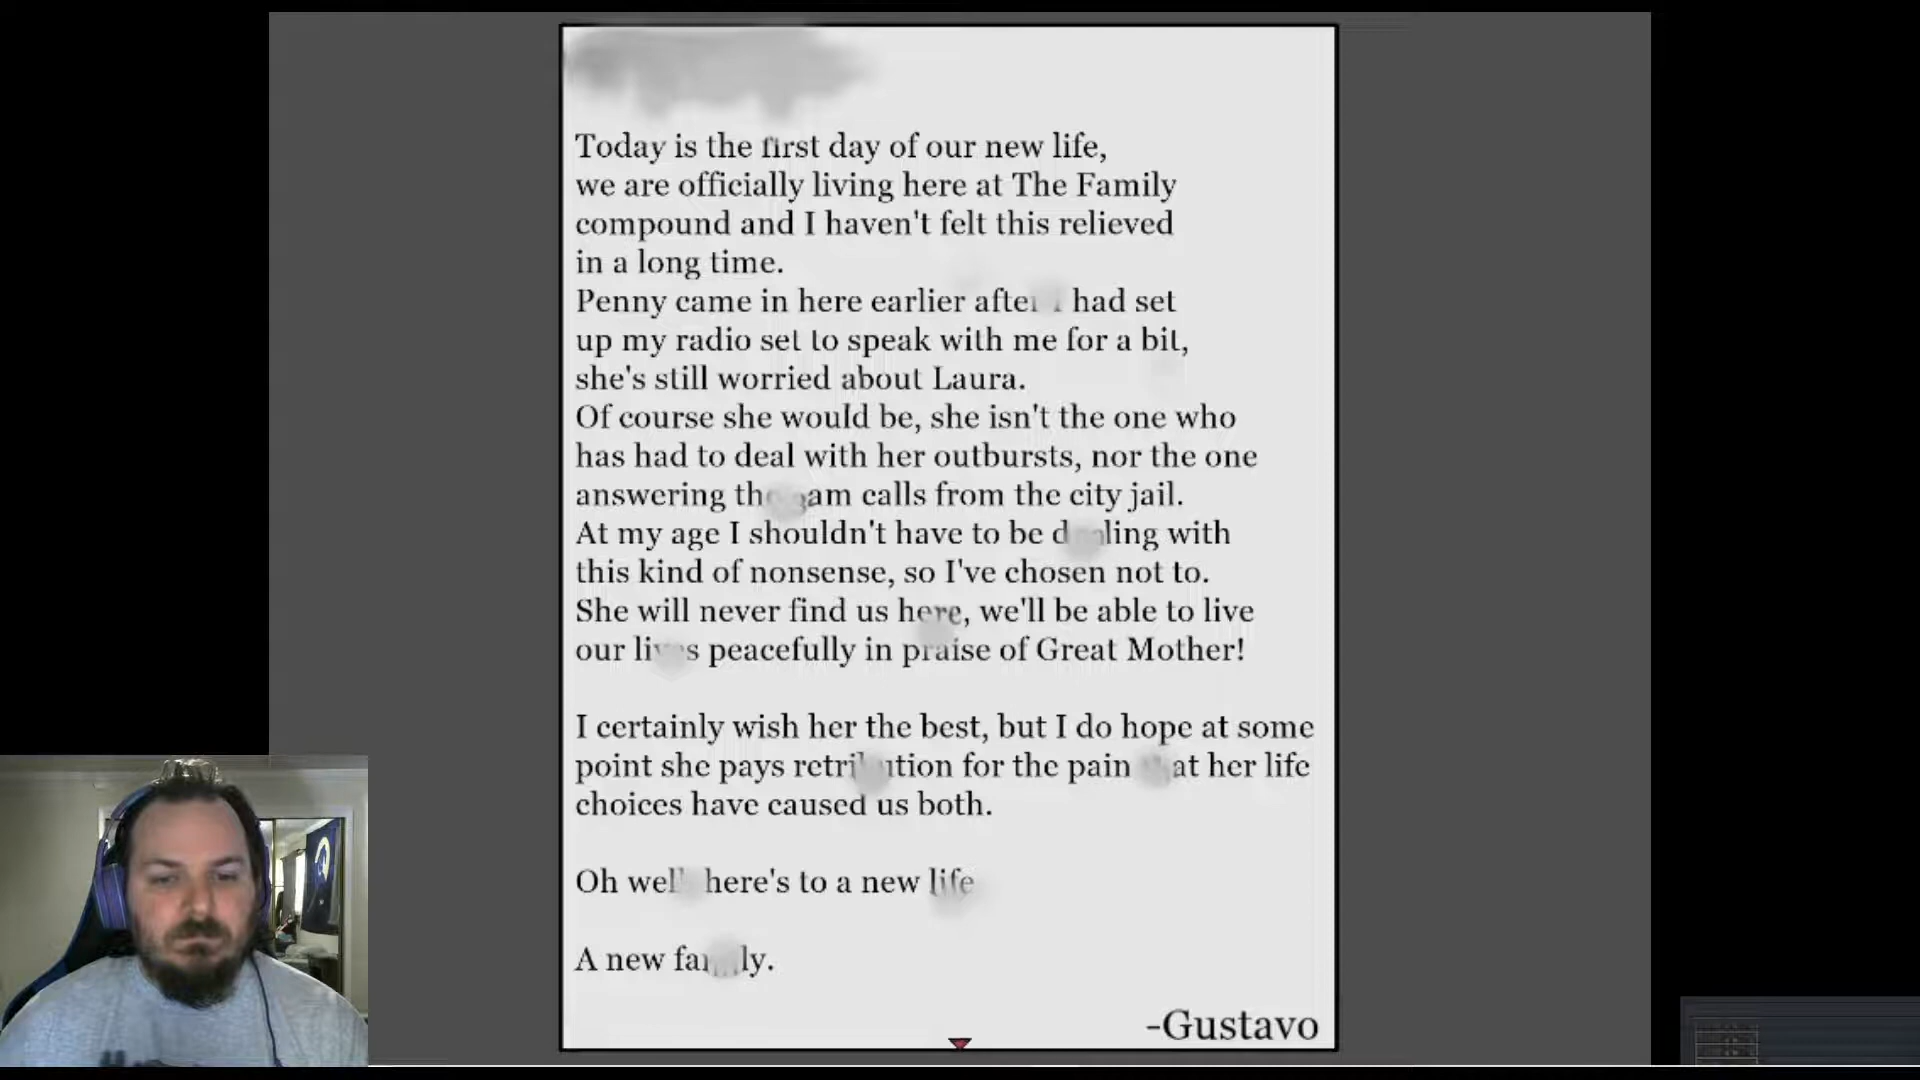 Today is the first day of our new life,
we are officially living here at The Family
compound and I haven't felt this relieved
in a long time.
Penny came in here earlier after I had set
up my radio set to speak with me for a bit,
she's still worried about Laura.
Of course she would be, she isn't the one who
has had to deal with her outbursts, nor the one
answering the calls from the city jail.
At my age I shouldn't have to be dealing with
this kind of nonsense, so I've chosen not to.
She will never find us here, we'll be able to live
our lives peacefully in praise of Great Mother!
I certainly wish her the best, but I do hope at some
point she pays retribution for the pain that her life
choices have caused us both.
Oh well here's to a new life
A new family.
-Gustavo